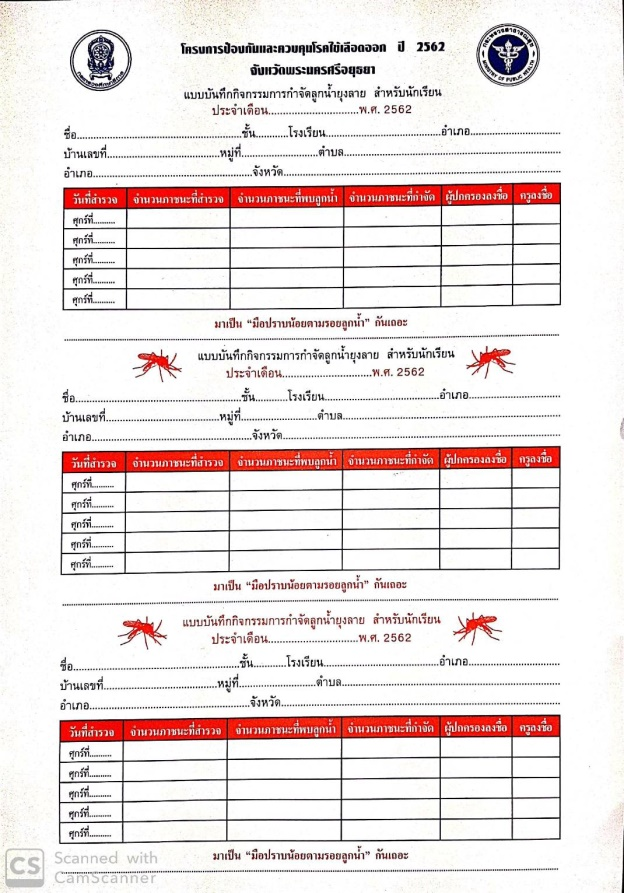 โครงการป้องกันและควบคุมโรคไข้เลือดออก ปี 2562
จังหวัดพระนครศรีอยุธยา
แบบบันทึกกิจกรรมการกำจัดลูกน้ำยุงลาย สำหรับนักเรียน
ประจำเดือน..........................พ.ศ. 2562
ชื่อ..........................ชั้น............โรงเรียน..........................อำเภอ..........................
บ้านเลขที่..........................หมู่ที่..........................ตำบล..........................
อำเภอ..........................จังหวัด..........................
วันที่สำรวจ จำนวนภาชนะที่สำรวจ จำนวนภาชนะที่พบลูกน้ำ จำนวนภาชนะที่กำจัด ผู้ปกครองลงชื่อ ครูลงชื่อ
ศุกร์ที่..........
ศุกร์ที่..........
ศุกร์ที่..........
ศุกร์ที่..........
ศุกร์ที่..........
มาเป็น “มือปราบน้อยตามรอยลูกน้ำ” กันเถอะ
แบบบันทึกกิจกรรมการกำจัดลูกน้ำยุงลาย สำหรับนักเรียน
ประจำเดือน..........................พ.ศ. 2562
ชื่อ..........................ชั้น..........โรงเรียน..........................อำเภอ..........................
บ้านเลขที่..........................หมู่ที่..........................ตำบล..........................
อำเภอ..........................จังหวัด..........................
วันที่สำรวจ จำนวนภาชนะที่สำรวจ จำนวนภาชนะที่พบลูกน้ำ จำนวนภาชนะที่กำจัด ผู้ปกครองลงชื่อ ครูลงชื่อ
ศุกร์ที่..........
ศุกร์ที่..........
ศุกร์ที่..........
ศุกร์ที่..........
ศุกร์ที่..........
มาเป็น “มือปราบน้อยตามรอยลูกน้ำ” กันเถอะ
แบบบันทึกกิจกรรมการกำจัดลูกน้ำยุงลาย สำหรับนักเรียน
ประจำเดือน..........................พ.ศ. 2562
ชื่อ..........................ชั้น..........โรงเรียน..........................อำเภอ..........................
บ้านเลขที่..........................หมู่ที่..........................ตำบล..........................
อำเภอ..........................จังหวัด..........................
วันที่สำรวจ จำนวนภาชนะที่สำรวจ จำนวนภาชนะที่พบลูกน้ำ จำนวนภาชนะที่กำจัด ผู้ปกครองลงชื่อ ครูลงชื่อ
ศุกร์ที่..........
ศุกร์ที่..........
ศุกร์ที่..........
ศุกร์ที่..........
ศุกร์ที่..........
มาเป็น “มือปราบน้อยตามรอยลูกน้ำ” กันเถอะ
กระทรวงสาธารณสุข
MINISTRY OF PUBLIC HEALTH
CS Scanned with
CamScanner